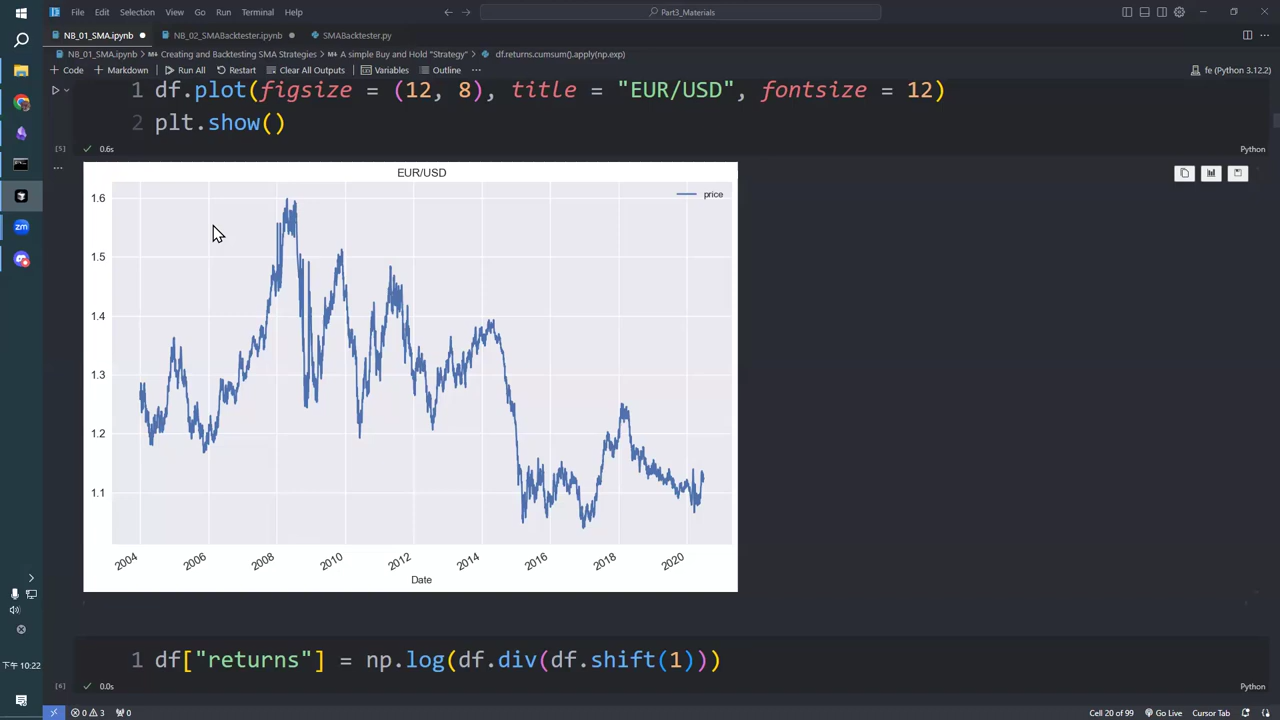 File Edit Selection View Go Run Terminal Help
Part3_Materials
NB_01_SMA.ipynb NB_02_SMABacktester.ipynb SMABacktester.py
NB_01_SMA.ipynb > Creating and Backtesting SMA Strategies > A simple Buy and Hold "Strategy" > df.returns.cumsum().apply(np.exp)
+ Code + Markdown Run All Restart Clear All Outputs Variables Outline ...
fe (Python 3.12.2)
1 df.plot(figsize = (12, 8), title = "EUR/USD", fontsize = 12)
2 plt.show()
[5] 0.6s Python
EUR/USD
price
1.6
1.5
1.4
1.3
1.2
1.1
2004 2006 2008 2010 2012 2014 2016 2018 2020
Date
1 df["returns"] = np.log(df.div(df.shift(1)))
[6] 0.0s Python
zm
下午 10:22
0 3 0
Cell 20 of 99 Go Live Cursor Tab